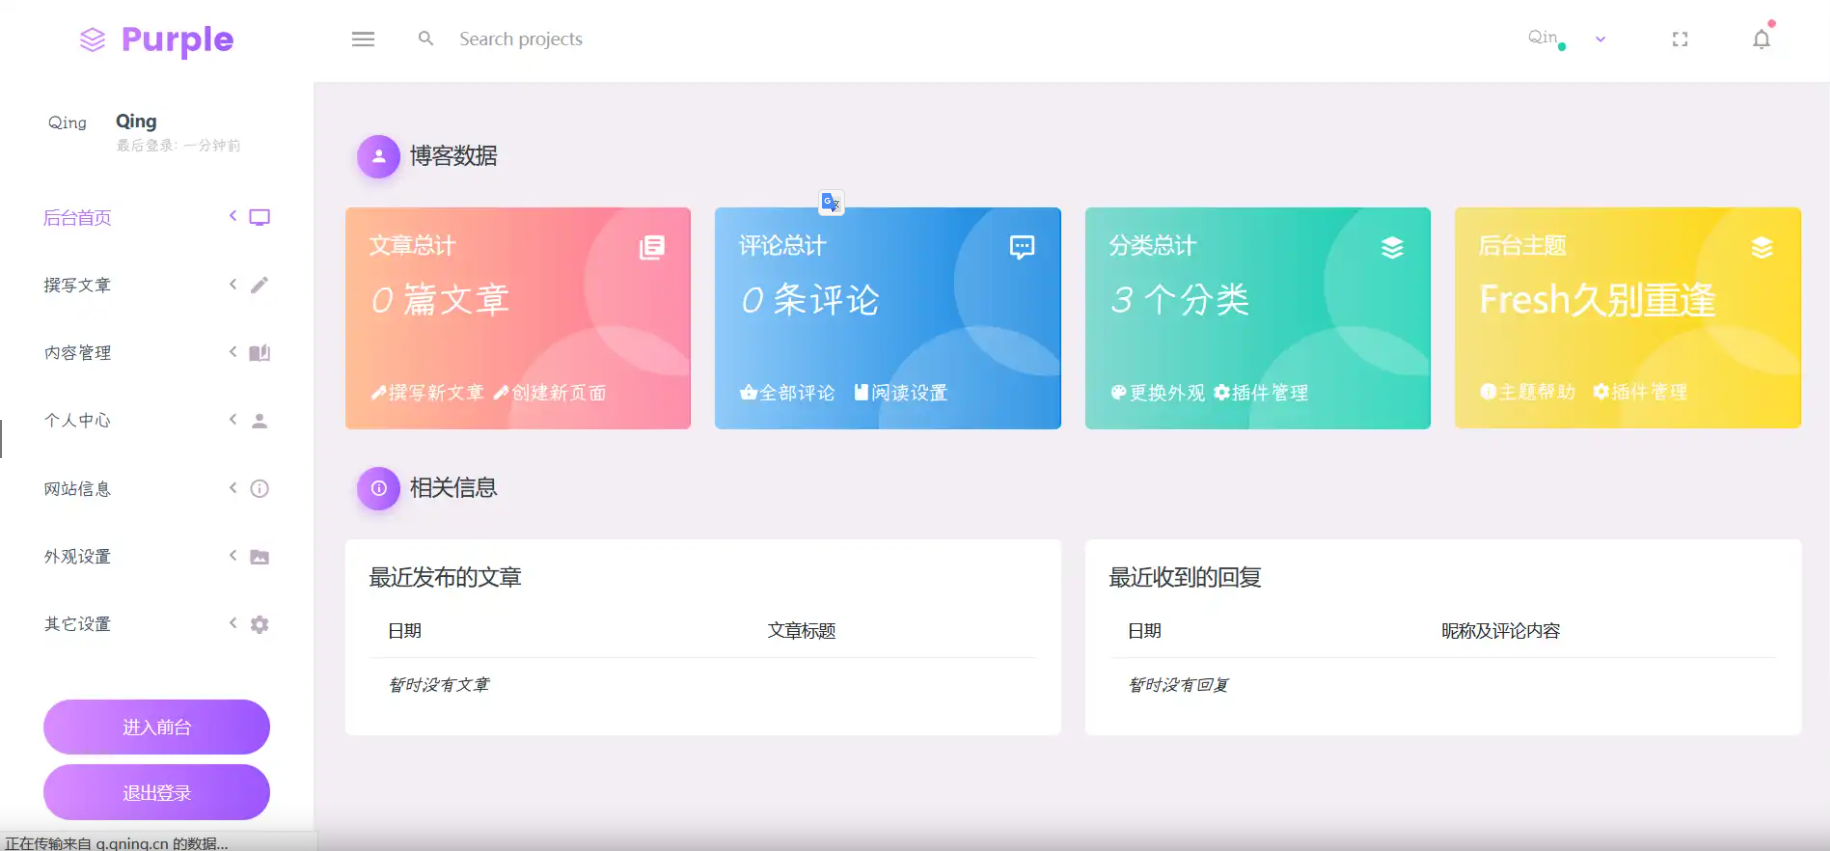 Purple
Search projects
Qin
Qing
Qing
最后登录: 一分钟前
后台首页
撰写文章
内容管理
个人中心
网站信息
外观设置
其它设置
进入前台
退出登录
博客数据
文章总计
0 篇文章
撰写新文章 创建新页面
评论总计
0 条评论
全部评论 阅读设置
分类总计
3 个分类
更换外观 插件管理
后台主题
Fresh久别重逢
主题帮助 插件管理
相关信息
最近发布的文章
日期 文章标题
暂时没有文章
最近收到的回复
日期 昵称及评论内容
暂时没有回复
正在传输来自 q.qninq.cn 的数据...